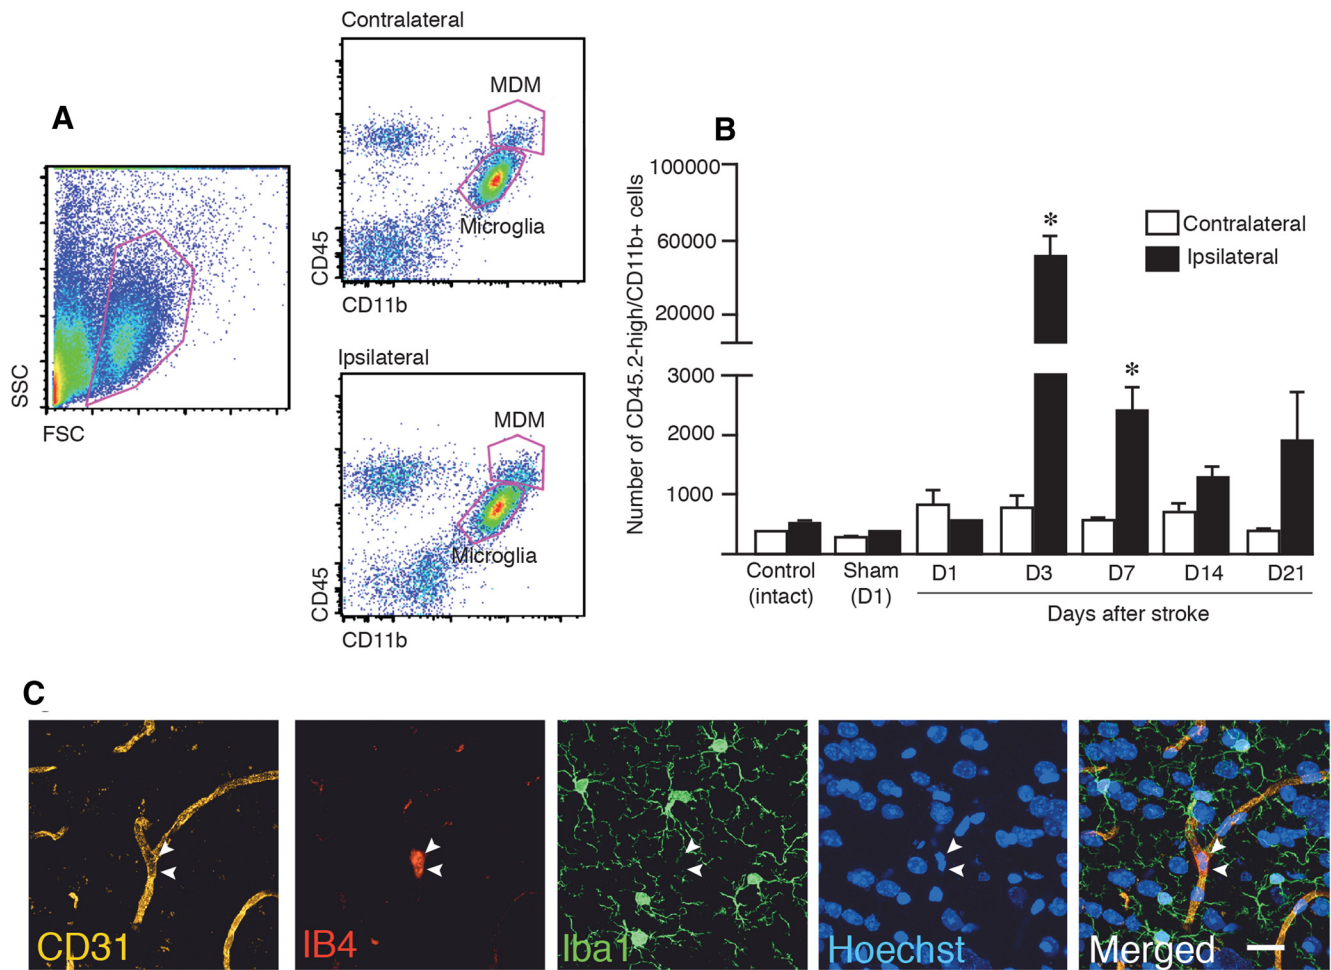 A
SSC
FSC
Contralateral
MDM
Microglia
CD45
CD11b
Ipsilateral
MDM
Microglia
CD45
CD11b
B
Number of CD45.2-high/CD11b+ cells
100000
60000
20000
3000
2000
1000
*
*
Contralateral
Ipsilateral
Control
(intact)
Sham
(D1)
D1
D3
D7
D14
D21
Days after stroke
C
CD31
IB4
Iba1
Hoechst
Merged